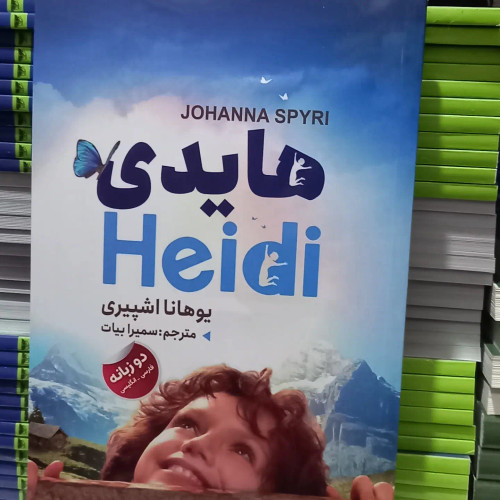 JOHANNA SPYRI
هایدی
Heidi
یوهانا اشپیری
مترجم: سمیرا بیات
دو زبانه
فارسی - انگلیسی